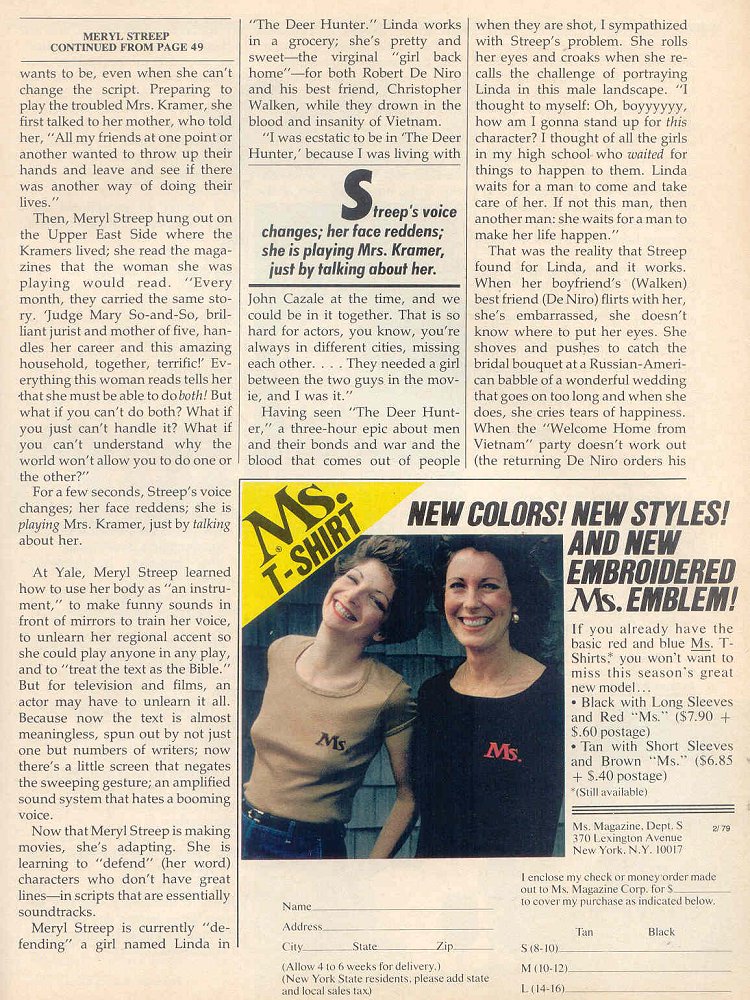 MERYL STREEP
CONTINUED FROM PAGE 49
wants to be, even when she can't
change the script. Preparing to
play the troubled Mrs. Kramer, she
first talked to her mother, who told
her, "All my friends at one point or
another wanted to throw up their
hands and leave and see if there
was another way of doing their
lives."
Then, Meryl Streep hung out on
the Upper East Side where the
Kramers lived; she read the maga-
zines that the woman she was
playing would read. "Every
month, they carried the same sto-
ry. 'Judge Mary So-and-So, bril-
liant jurist and mother of five, han-
dles her career and this amazing
household, together, terrific!' Ev-
erything this woman reads tells her
that she must be able to do both! But
what if you can't do both? What if
you just can't handle it? What if
you can't understand why the
world won't allow you to do one or
the other?"
For a few seconds, Streep's voice
changes; her face reddens; she is
playing Mrs. Kramer, just by talking
about her.
At Yale, Meryl Streep learned
how to use her body as "an instru-
ment," to make funny sounds in
front of mirrors to train her voice,
to unlearn her regional accent so
she could play anyone in any play,
and to "treat the text as the Bible."
But for television and films, an
actor may have to unlearn it all.
Because now the text is almost
meaningless, spun out by not just
one but numbers of writers; now
there's a little screen that negates
the sweeping gesture; an amplified
sound system that hates a booming
voice.
Now that Meryl Streep is making
movies, she's adapting. She is
learning to "defend" (her word)
characters who don't have great
lines—in scripts that are essentially
soundtracks.
Meryl Streep is currently "de-
fending" a girl named Linda in
"The Deer Hunter." Linda works
in a grocery; she's pretty and
sweet—the virginal "girl back
home"—for both Robert De Niro
and his best friend, Christopher
Walken, while they drown in the
blood and insanity of Vietnam.
"I was ecstatic to be in 'The Deer
Hunter,' because I was living with
Streep's voice
changes; her face reddens;
she is playing Mrs. Kramer,
just by talking about her.
John Cazale at the time, and we
could be in it together. That is so
hard for actors, you know, you're
always in different cities, missing
each other. . . . They needed a girl
between the two guys in the mov-
ie, and I was it."
Having seen "The Deer Hunt-
er," a three-hour epic about men
and their bonds and war and the
blood that comes out of people
when they are shot, I sympathized
with Streep's problem. She rolls
her eyes and croaks when she re-
calls the challenge of portraying
Linda in this male landscape. "I
thought to myself: Oh, boyyyyyy,
how am I gonna stand up for this
character? I thought of all the girls
in my high school who waited for
things to happen to them. Linda
waits for a man to come and take
care of her. If not this man, then
another man: she waits for a man to
make her life happen."
That was the reality that Streep
found for Linda, and it works.
When her boyfriend's (Walken)
best friend (De Niro) flirts with her,
she's embarrassed, she doesn't
know where to put her eyes. She
shoves and pushes to catch the
bridal bouquet at a Russian-Ameri-
can babble of a wonderful wedding
that goes on too long and when she
does, she cries tears of happiness.
When the "Welcome Home from
Vietnam" party doesn't work out
(the returning De Niro orders his
Ms.
®
T-SHIRT
NEW COLORS! NEW STYLES!
AND NEW
EMBROIDERED
Ms. EMBLEM!
Ms.
Ms.
If you already have the
basic red and blue Ms. T-
Shirts,* you won't want to
miss this season's great
new model...
• Black with Long Sleeves
and Red "Ms." ($7.90 +
$.60 postage)
• Tan with Short Sleeves
and Brown "Ms." ($6.85
+ $.40 postage)
*(Still available)
Ms. Magazine, Dept. S 2/79
370 Lexington Avenue
New York, N.Y. 10017
I enclose my check or money order made
out to Ms. Magazine Corp. for $
to cover my purchase as indicated below.
Name
Address
City State Zip
(Allow 4 to 6 weeks for delivery.)
(New York State residents, please add state
and local sales tax)
Tan Black
S (8-10)
M (10-12)
L (14-16)